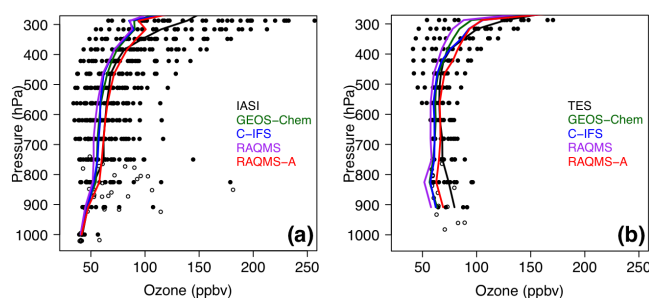 300
400
500
600
700
800
900
1000
Pressure (hPa)
IASI
GEOS-Chem
C-IFS
RAQMS
RAQMS-A
(a)
50 100 150 200 250
Ozone (ppbv)
300
400
500
600
700
800
900
1000
Pressure (hPa)
TES
GEOS-Chem
C-IFS
RAQMS
RAQMS-A
(b)
50 100 150 200 250
Ozone (ppbv)